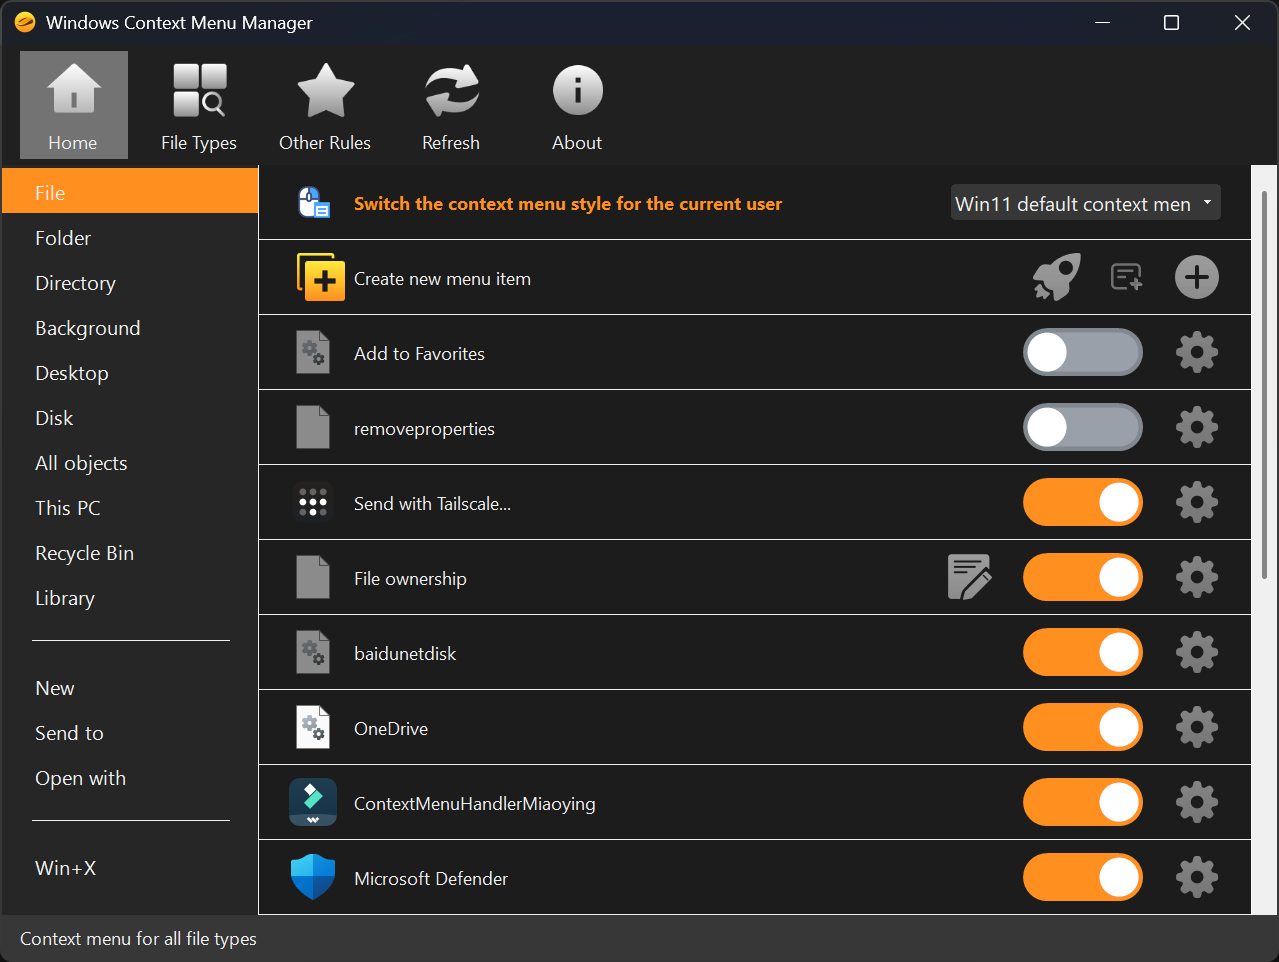 Windows Context Menu Manager
Home
File Types
Other Rules
Refresh
About
File
Folder
Directory
Background
Desktop
Disk
All objects
This PC
Recycle Bin
Library
New
Send to
Open with
Win+X
Switch the context menu style for the current user
Win11 default context men
Create new menu item
Add to Favorites
removeproperties
Send with Tailscale...
File ownership
baidunetdisk
OneDrive
ContextMenuHandlerMiaoying
Microsoft Defender
Context menu for all file types